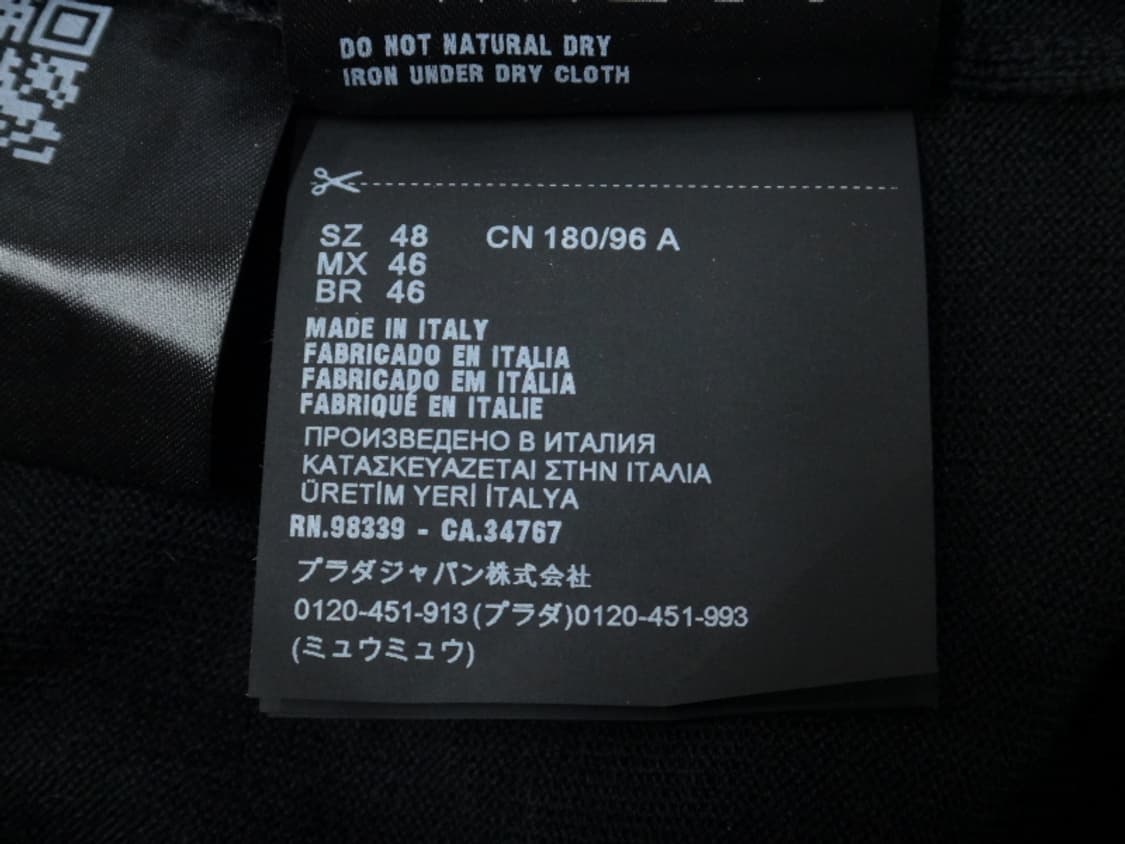 DO NOT NATURAL DRY
IRON UNDER DRY CLOTH
SZ 48 CN 180/96 A
MX 46
BR 46
MADE IN ITALY
FABRICADO EN ITALIA
FABRICADO EM ITÁLIA
FABRIQUÉ EN ITALIE
ПРОИЗВЕДЕНО В ИТАЛИЯ
ΚΑΤΑΣΚΕΥΑΖΕΤΑΙ ΣΤΗΝ ΙΤΑΛΙΑ
ÜRETİM YERİ İTALYA
RN.98339 - CA.34767
プラダジャパン株式会社
0120-451-913(プラダ)0120-451-993
(ミュウミュウ)